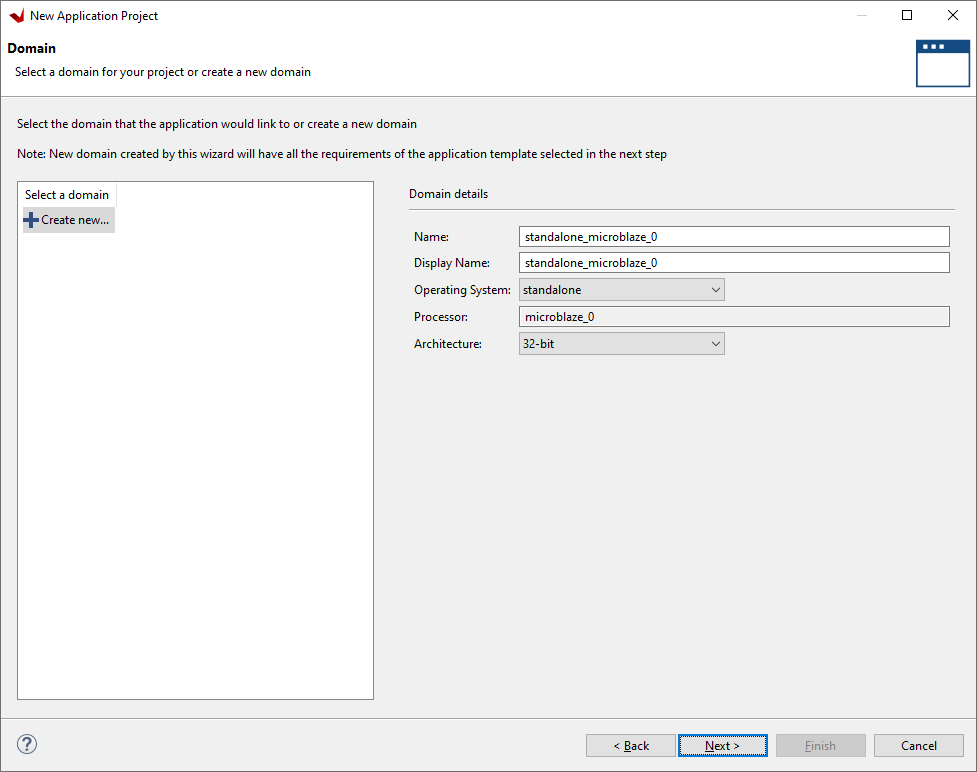 New Application Project
Domain
Select a domain for your project or create a new domain
Select the domain that the application would link to or create a new domain
Note: New domain created by this wizard will have all the requirements of the application template selected in the next step
Select a domain
Create new...
Domain details
Name: standalone_microblaze_0
Display Name: standalone_microblaze_0
Operating System: standalone
Processor: microblaze_0
Architecture: 32-bit
?
< Back Next > Finish Cancel